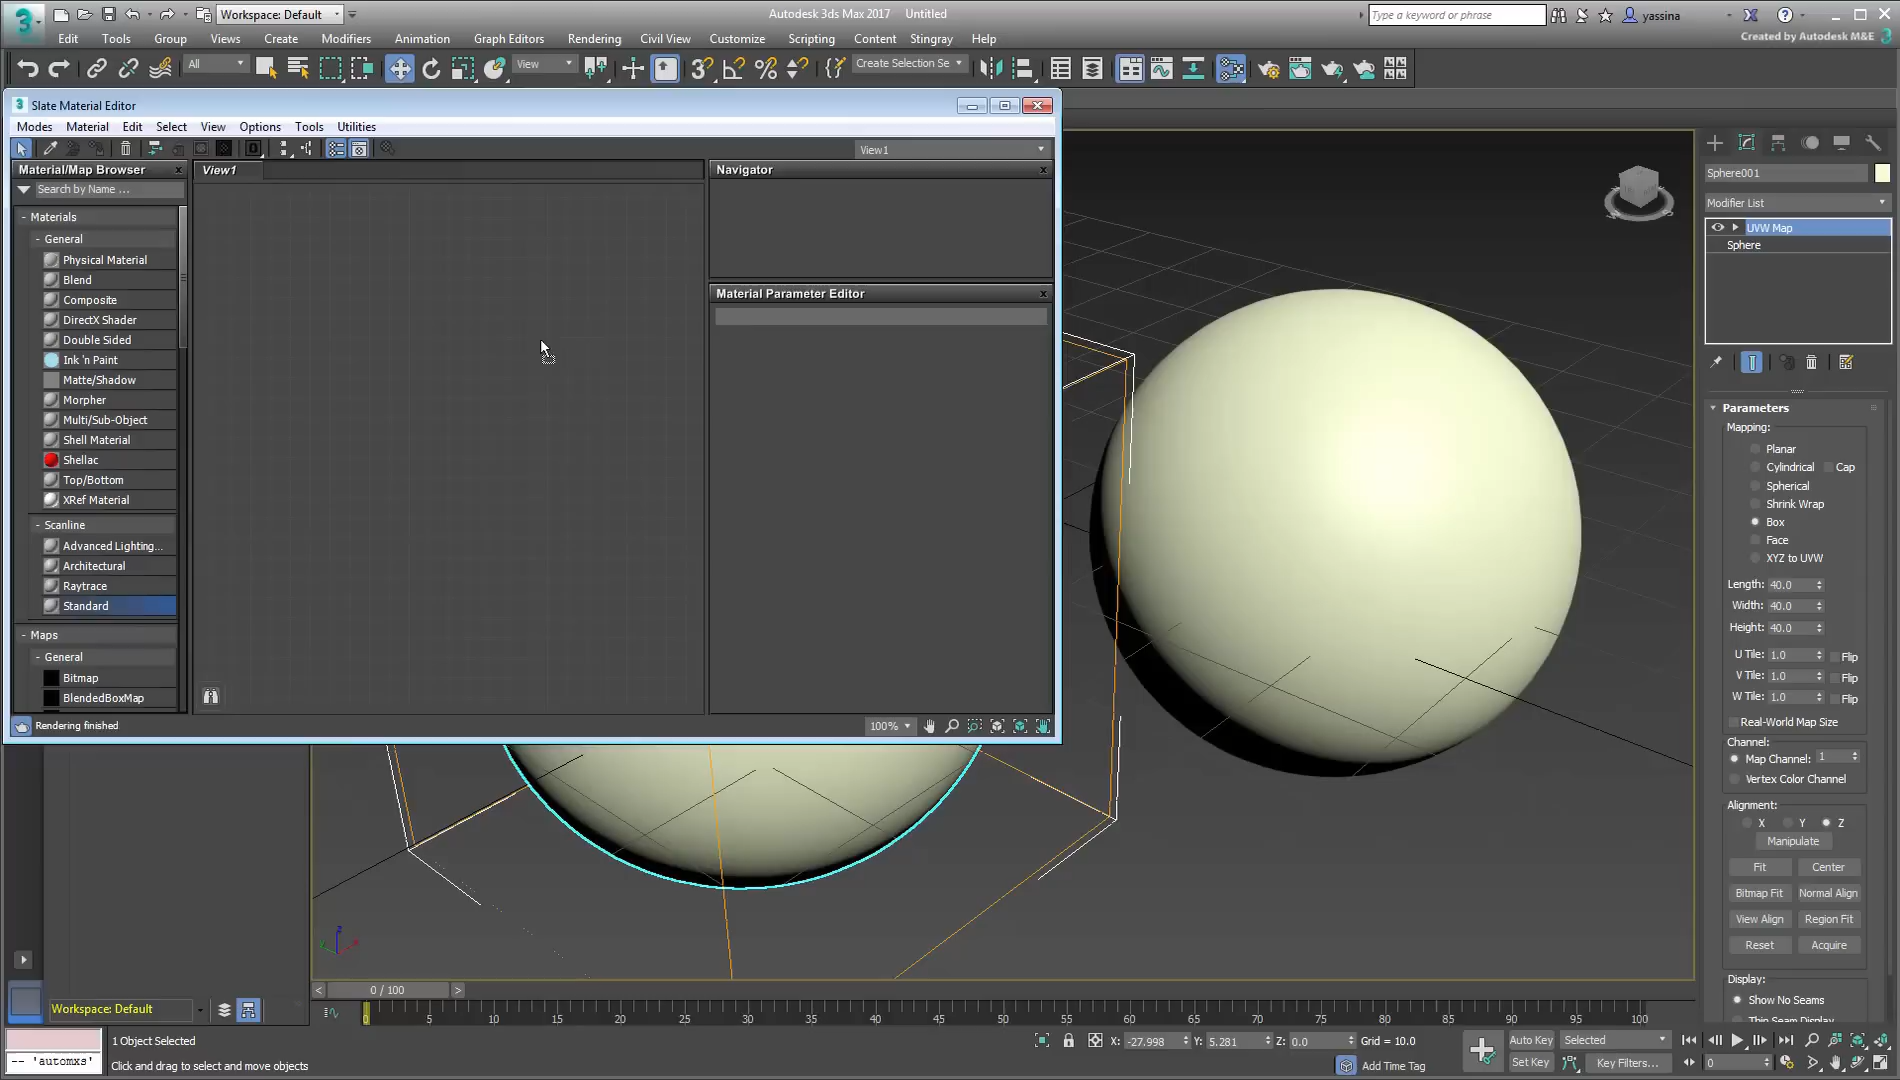 Workspace: Default
Autodesk 3ds Max 2017 Untitled
Type a keyword or phrase
yassina
Edit Tools Group Views Create Modifiers Animation Graph Editors Rendering Civil View Customize Scripting Content Stingray Help
Created by Autodesk M&E
All
View
Create Selection Se
Slate Material Editor
Modes Material Edit Select View Options Tools Utilities
View1
Material/Map Browser x
View1
Navigator x
Search by Name ...
- Materials
- General
Physical Material
Blend
Composite
DirectX Shader
Double Sided
Ink 'n Paint
Matte/Shadow
Morpher
Multi/Sub-Object
Shell Material
Shellac
Top/Bottom
XRef Material
- Scanline
Advanced Lighting...
Architectural
Raytrace
Standard
- Maps
- General
Bitmap
BlendedBoxMap
Material Parameter Editor x
Rendering finished
100%
Sphere001
Modifier List
UVW Map
Sphere
Parameters
Mapping:
Planar
Cylindrical Cap
Spherical
Shrink Wrap
Box
Face
XYZ to UVW
Length: 40.0
Width: 40.0
Height: 40.0
U Tile: 1.0 Flip
V Tile: 1.0 Flip
W Tile: 1.0 Flip
Real-World Map Size
Channel:
Map Channel: 1
Vertex Color Channel
Alignment:
X Y Z
Manipulate
Fit Center
Bitmap Fit Normal Align
View Align Region Fit
Reset Acquire
Display:
Show No Seams
Thin Seam Display
z
x
y
< 0 / 100 >
Workspace: Default
5 10 15 20 25 30 35 40 45 50 55 60 65 70 75 80 85 90 95 100
1 Object Selected
X: -27.998 Y: 5.281 Z: 0.0 Grid = 10.0
Auto Key Selected
-- 'automxs'
Click and drag to select and move objects
Add Time Tag
Set Key Key Filters...
0